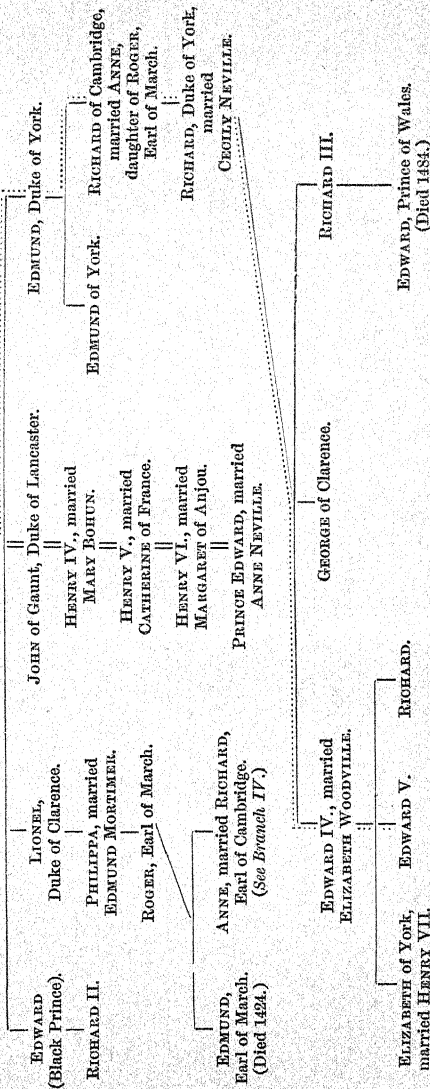 EDWARD
(Black Prince).
RICHARD II.
LIONEL,
Duke of Clarence.
PHILIPPA, married
EDMUND MORTIMER.
ROGER, Earl of March.
EDMUND,
Earl of March.
(Died 1424.)
ANNE, married RICHARD,
Earl of Cambridge.
(See Branch IV.)
JOHN of Gaunt, Duke of Lancaster.
HENRY IV., married
MARY BOHUN.
HENRY V., married
CATHERINE of France.
HENRY VI., married
MARGARET of Anjou.
PRINCE EDWARD, married
ANNE NEVILLE.
EDMUND, Duke of York.
EDMUND of York.
RICHARD of Cambridge,
married ANNE,
daughter of ROGER,
Earl of March.
RICHARD, Duke of York,
married
CECILY NEVILLE.
EDWARD IV., married
ELIZABETH WOODVILLE.
GEORGE of Clarence.
RICHARD III.
ELIZABETH of York,
married HENRY VII.
EDWARD V.
RICHARD.
EDWARD, Prince of Wales.
(Died 1484.)